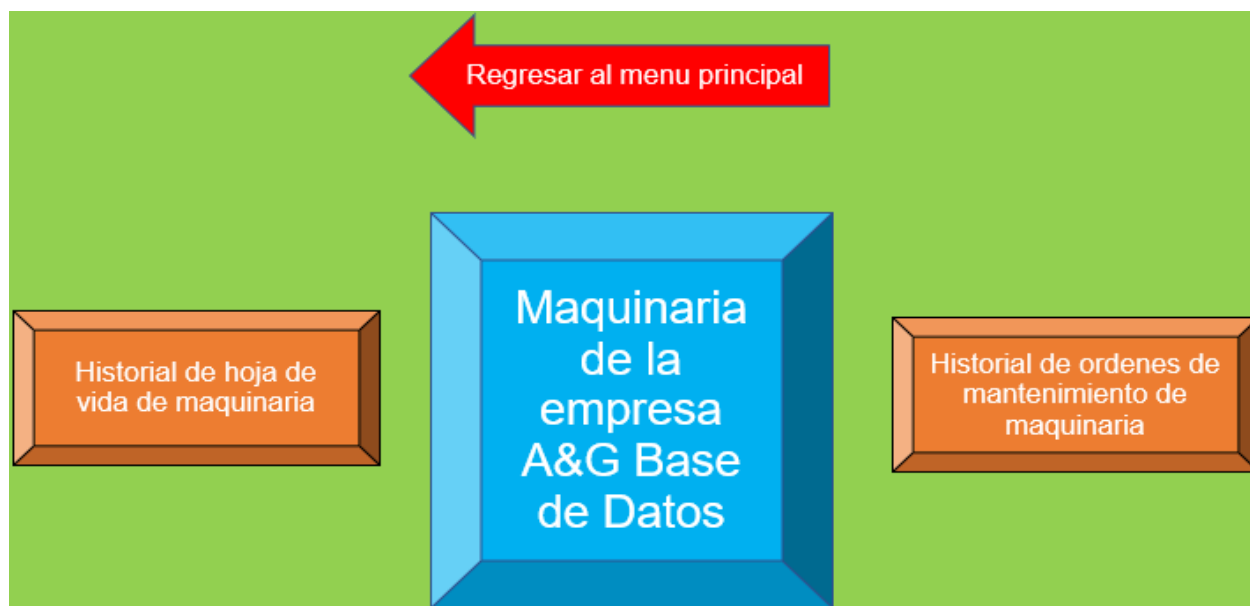 Regresar al menu principal
Historial de hoja de
vida de maquinaria
Maquinaria
de la
empresa
A&G Base
de Datos
Historial de ordenes de
mantenimiento de
maquinaria